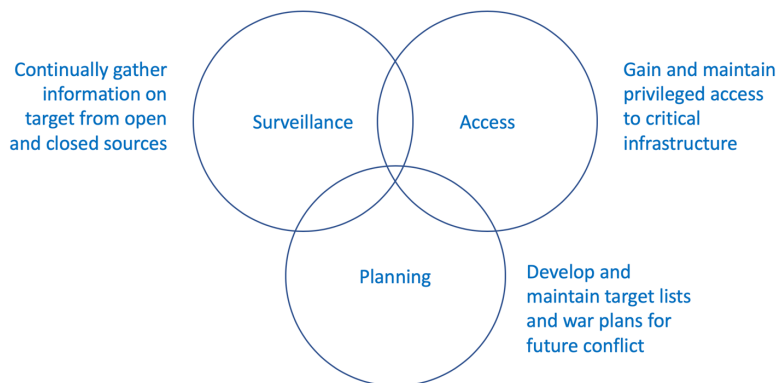 Continually gather
information on
target from open
and closed sources
Surveillance
Access
Gain and maintain
privileged access
to critical
infrastructure
Planning
Develop and
maintain target lists
and war plans for
future conflict